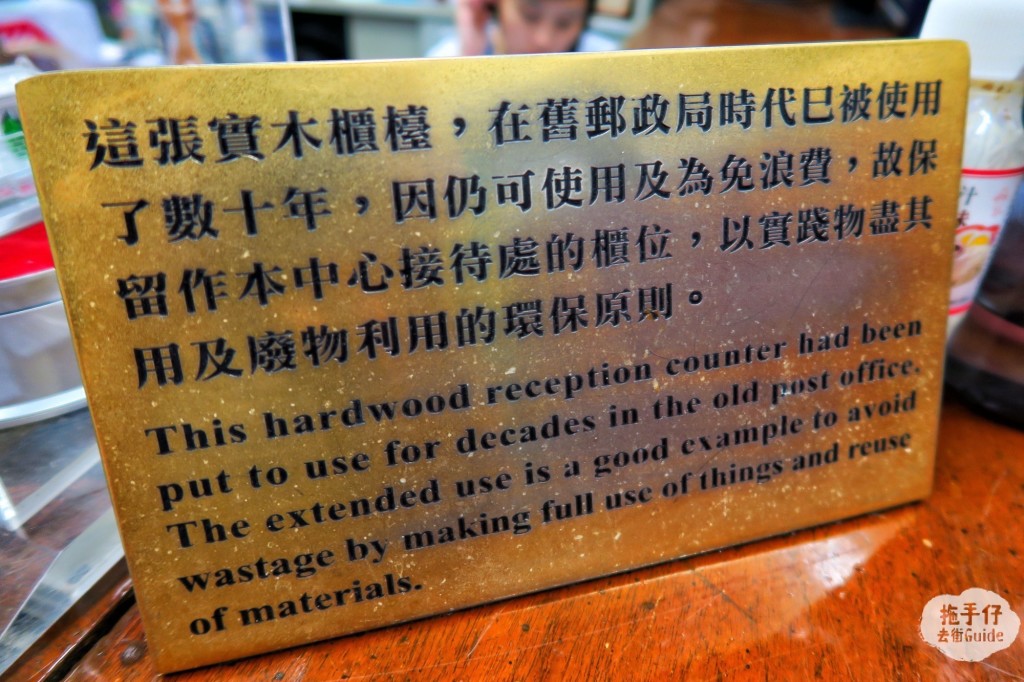 這張實木櫃檯，在舊郵政局時代巳被使用
了數十年，因仍可使用及為免浪費，故保
留作本中心接待處的櫃位，以實踐物盡其
用及廢物利用的環保原則。
This hardwood reception counter had been
put to use for decades in the old post office.
The extended use is a good example to avoid
wastage by making full use of things and reuse
of materials.
汁
拖手仔
去街Guide